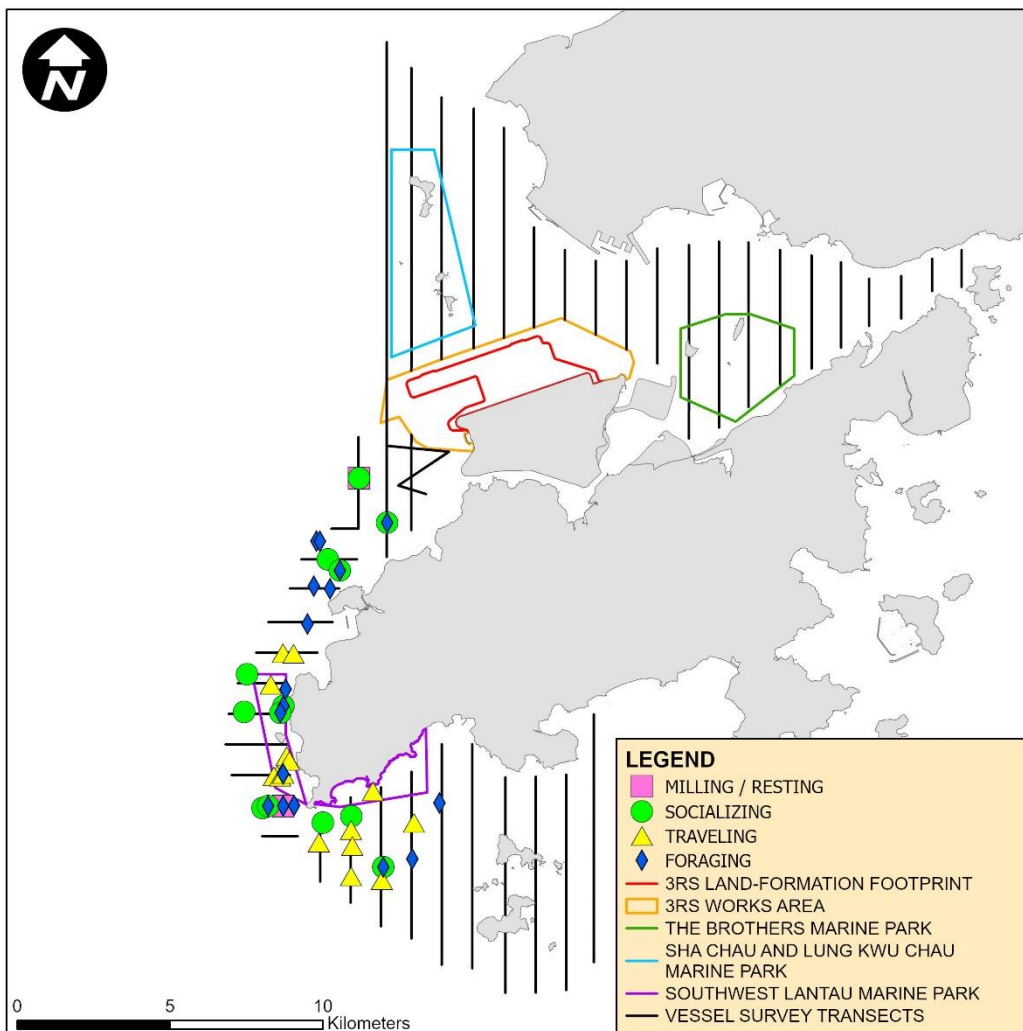 N
LEGEND
MILLING / RESTING
SOCIALIZING
TRAVELING
FORAGING
3RS LAND-FORMATION FOOTPRINT
3RS WORKS AREA
THE BROTHERS MARINE PARK
SHA CHAU AND LUNG KWU CHAU
MARINE PARK
SOUTHWEST LANTAU MARINE PARK
VESSEL SURVEY TRANSECTS
0 5 10
Kilometers